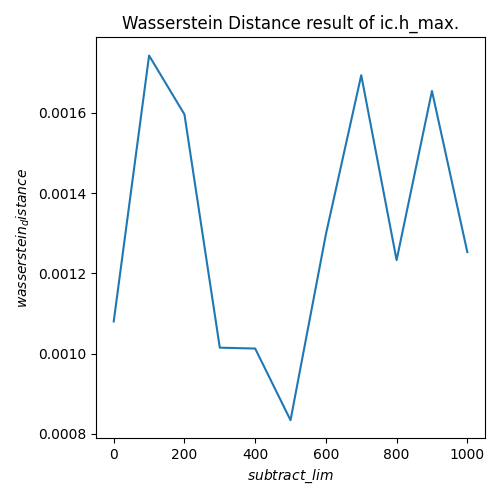 Wasserstein Distance result of ic.h_max.
0.0016
0.0014
0.0012
0.0010
0.0008
wasserstein_distance
0 200 400 600 800 1000
subtract_lim